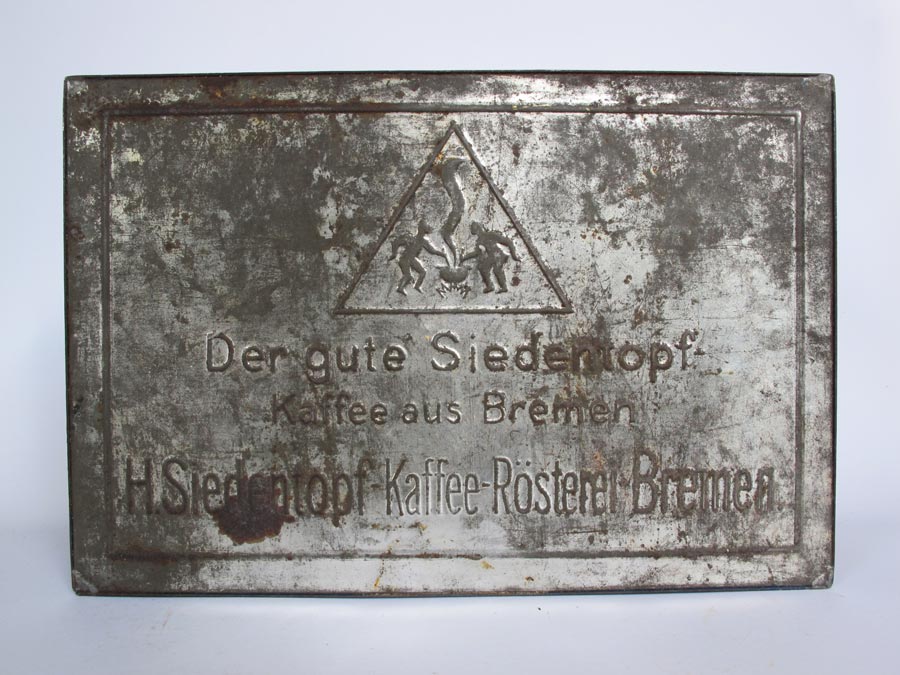 Der gute Siedentopf-
Kaffee aus Bremen
H. Siedentopf-Kaffee-Rösterei-Bremen.